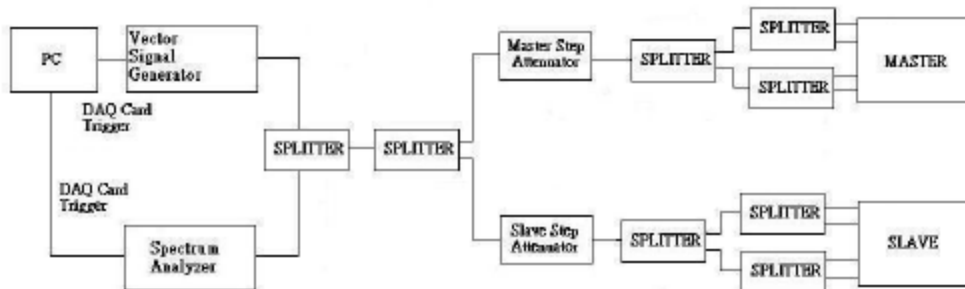 PC
Vector
Signal
Generator
DAQ Card
Trigger
DAQ Card
Trigger
Spectrum
Analyzer
SPLITTER
SPLITTER
Master Step
Attenuator
SPLITTER
SPLITTER
SPLITTER
MASTER
Slave Step
Attenuator
SPLITTER
SPLITTER
SPLITTER
SLAVE